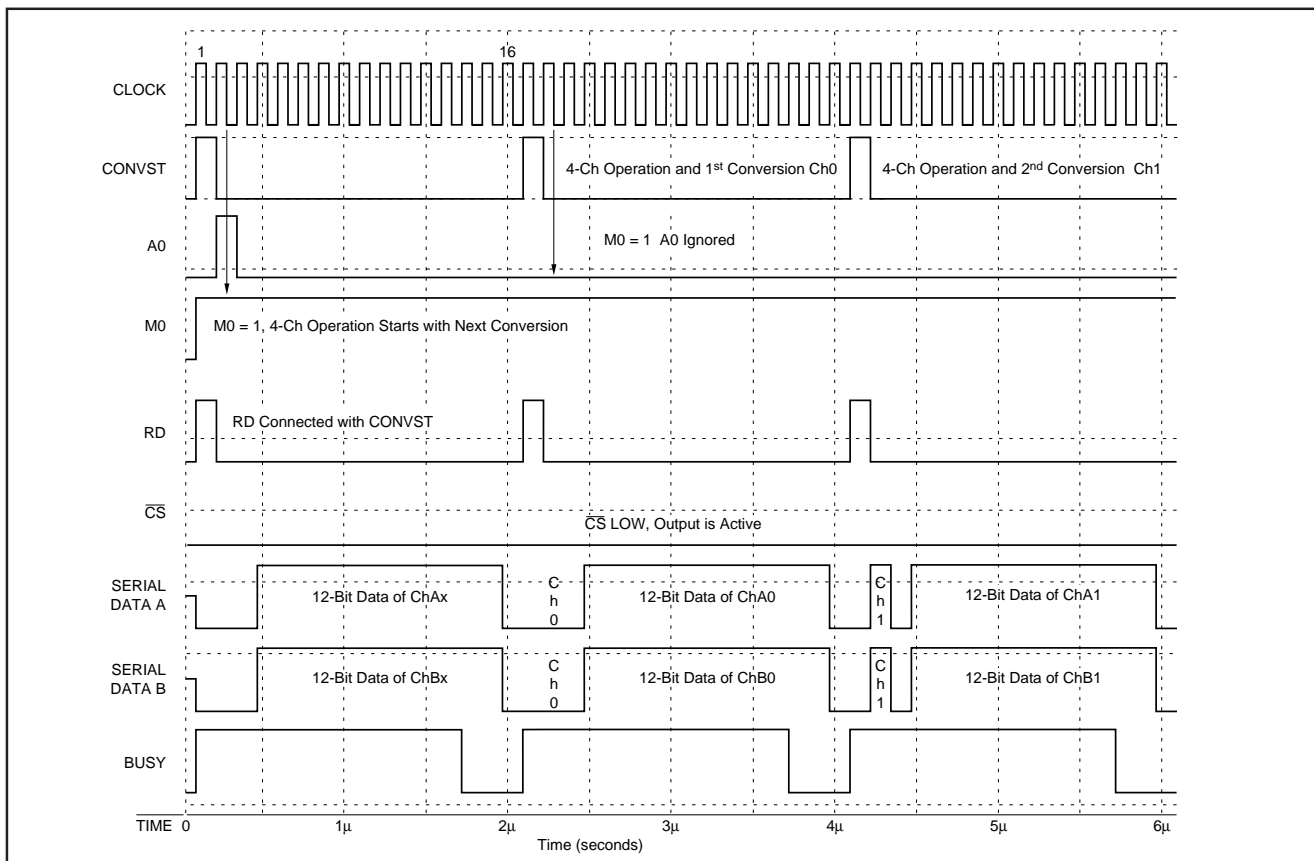 1 16
CLOCK
CONVST
4-Ch Operation and 1st Conversion Ch0
4-Ch Operation and 2nd Conversion Ch1
A0
M0 = 1 A0 Ignored
M0
M0 = 1, 4-Ch Operation Starts with Next Conversion
RD
RD Connected with CONVST
CS
CS LOW, Output is Active
SERIAL
DATA A
12-Bit Data of ChAx
Ch0
12-Bit Data of ChA0
Ch1
12-Bit Data of ChA1
SERIAL
DATA B
12-Bit Data of ChBx
Ch0
12-Bit Data of ChB0
Ch1
12-Bit Data of ChB1
BUSY
TIME 0 1μ 2μ 3μ 4μ 5μ 6μ
Time (seconds)